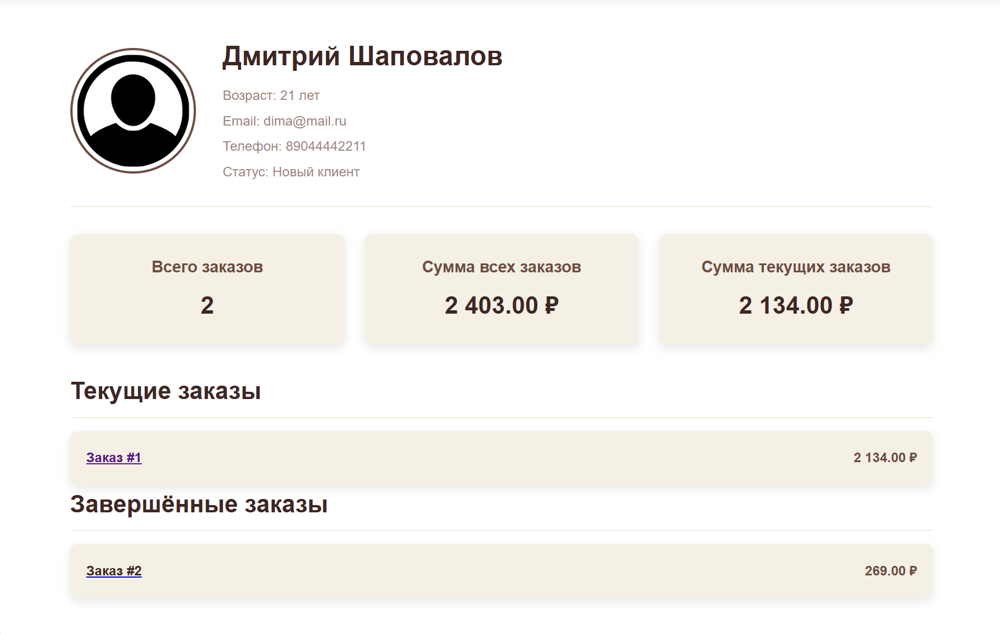 Дмитрий Шаповалов
Возраст: 21 лет
Email: dima@mail.ru
Телефон: 89044442211
Статус: Новый клиент
Всего заказов
2
Сумма всех заказов
2 403.00 ₽
Сумма текущих заказов
2 134.00 ₽
Текущие заказы
Заказ #1 2 134.00 ₽
Завершённые заказы
Заказ #2 269.00 ₽